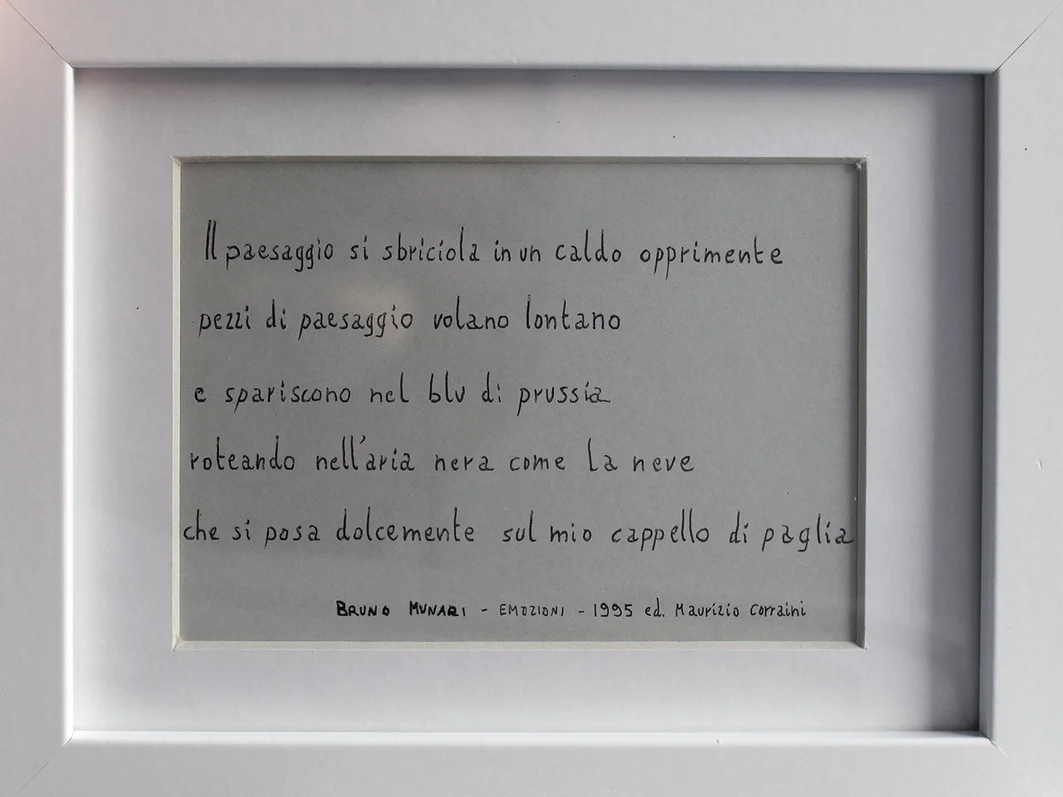 Il paesaggio si sbriciola in un caldo opprimente
pezzi di paesaggio volano lontano
e spariscono nel blu di prussia
roteando nell'aria nera come la neve
che si posa dolcemente sul mio cappello di paglia
BRUNO MUNARI - EMOZIONI - 1995 ed. Maurizio Corraini